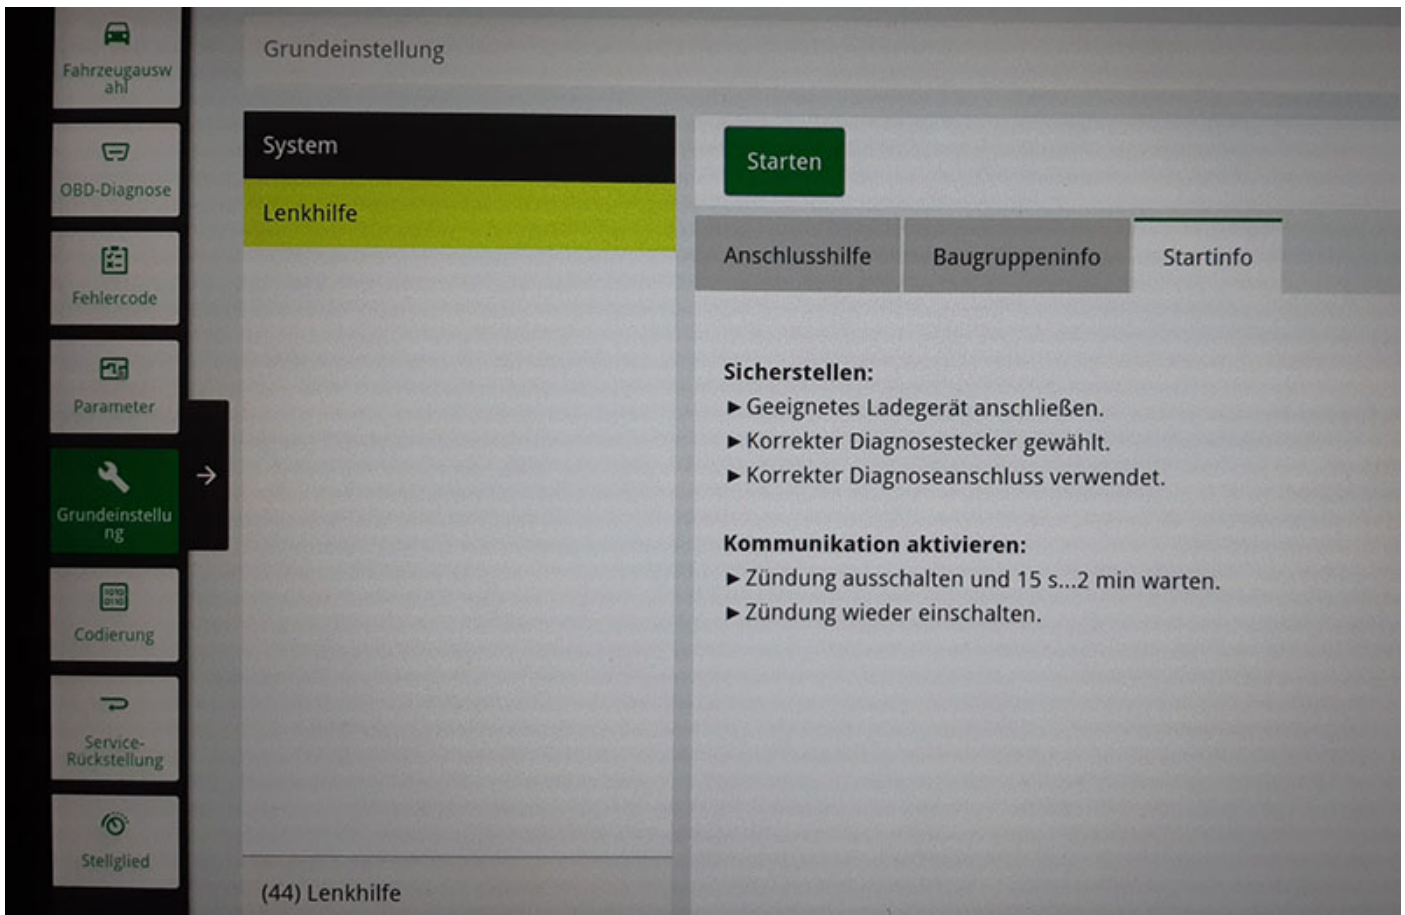 Fahrzeugausw
ahl
OBD-Diagnose
Fehlercode
Parameter
Grundeinstellu
ng
Codierung
Service-
Rückstellung
Stellglied
Grundeinstellung
System
Lenkhilfe
(44) Lenkhilfe
Starten
Anschlusshilfe Baugruppeninfo Startinfo
Sicherstellen:
►Geeignetes Ladegerät anschließen.
►Korrekter Diagnosestecker gewählt.
►Korrekter Diagnoseanschluss verwendet.
Kommunikation aktivieren:
►Zündung ausschalten und 15 s...2 min warten.
►Zündung wieder einschalten.